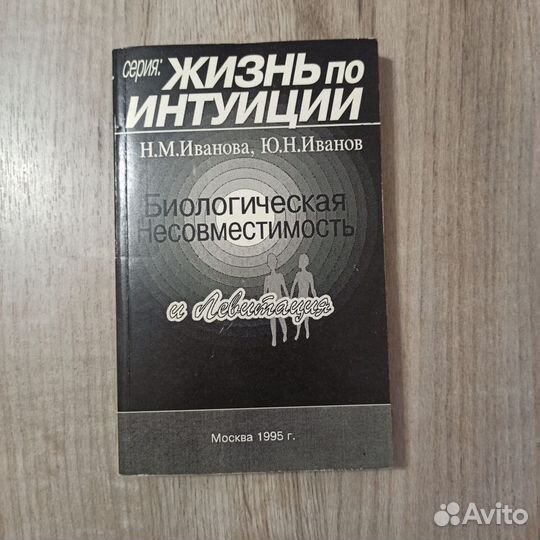 серия: ЖИЗНЬ ПО
ИНТУИЦИИ
Н.М.Иванова, Ю.Н.Иванов
Биологическая
Несовместимость
и Левитация
Москва 1995 г.
Avito